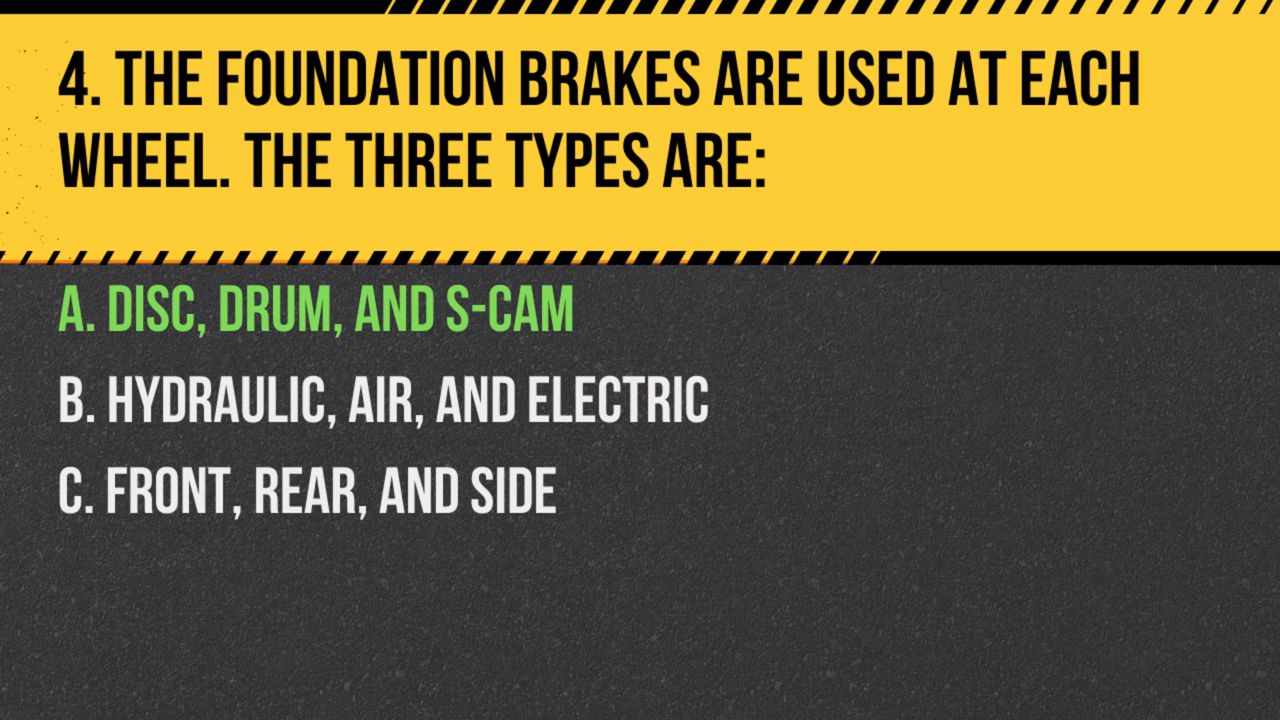 4. THE FOUNDATION BRAKES ARE USED AT EACH
WHEEL. THE THREE TYPES ARE:
A. DISC, DRUM, AND S-CAM
B. HYDRAULIC, AIR, AND ELECTRIC
C. FRONT, REAR, AND SIDE